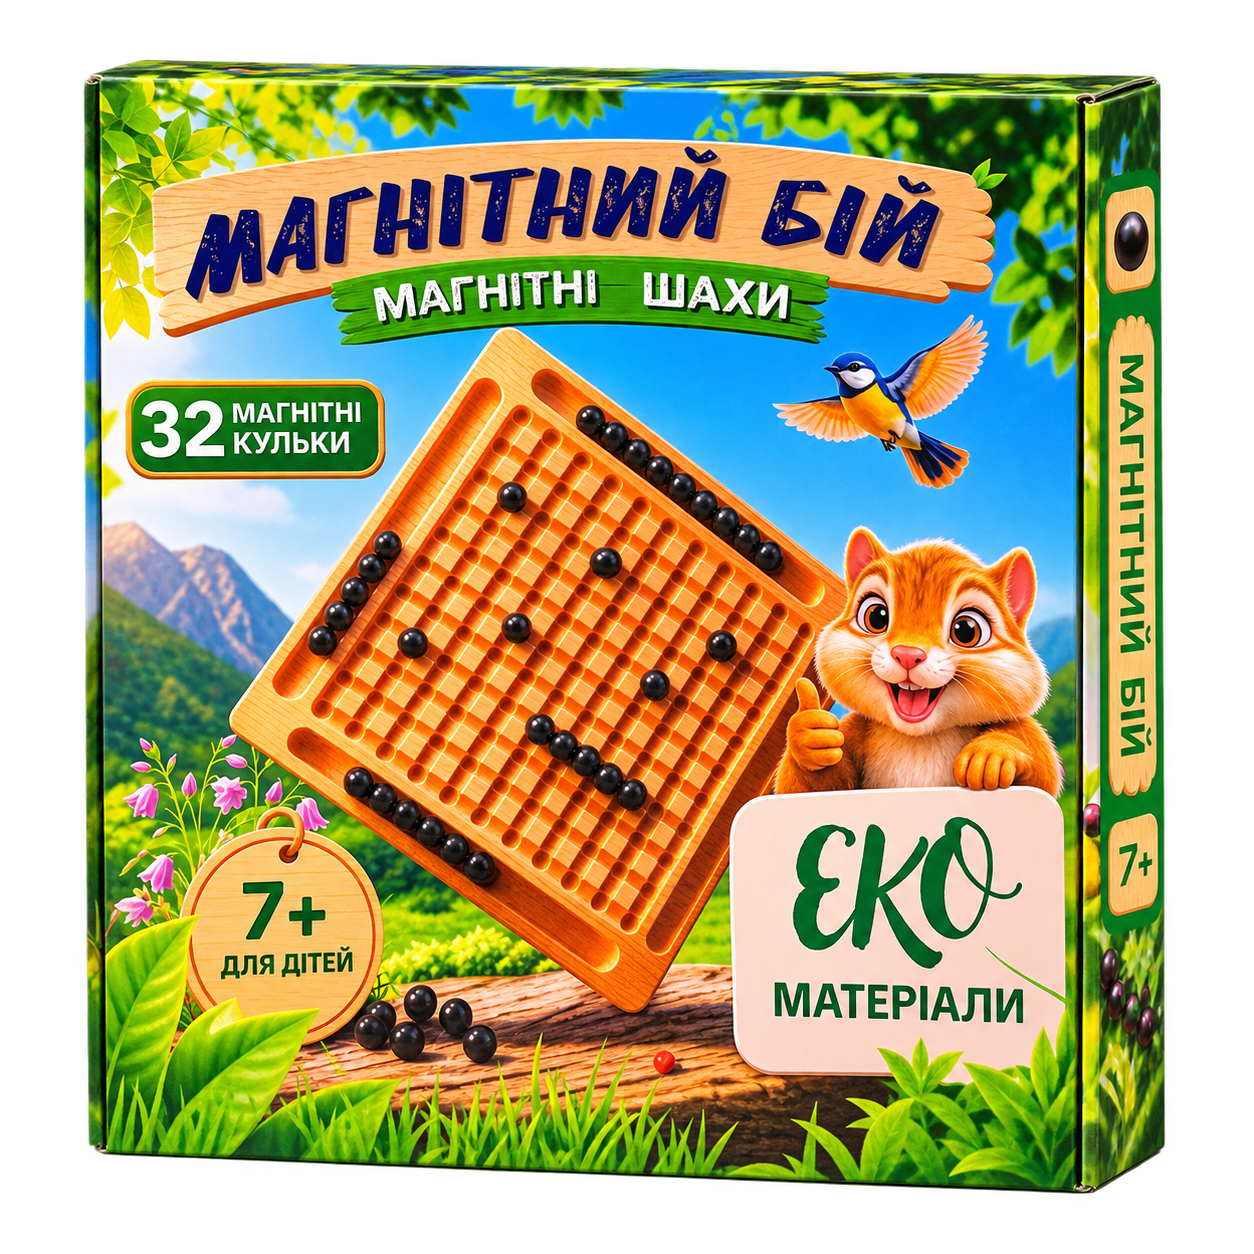 МАГНІТНИЙ БІЙ
МАГНІТНІ ШАХИ
32 МАГНІТНІ
КУЛЬКИ
7+
ДЛЯ ДІТЕЙ
ЕКО
МАТЕРІАЛИ
МАГНІТНИЙ БІЙ
7+